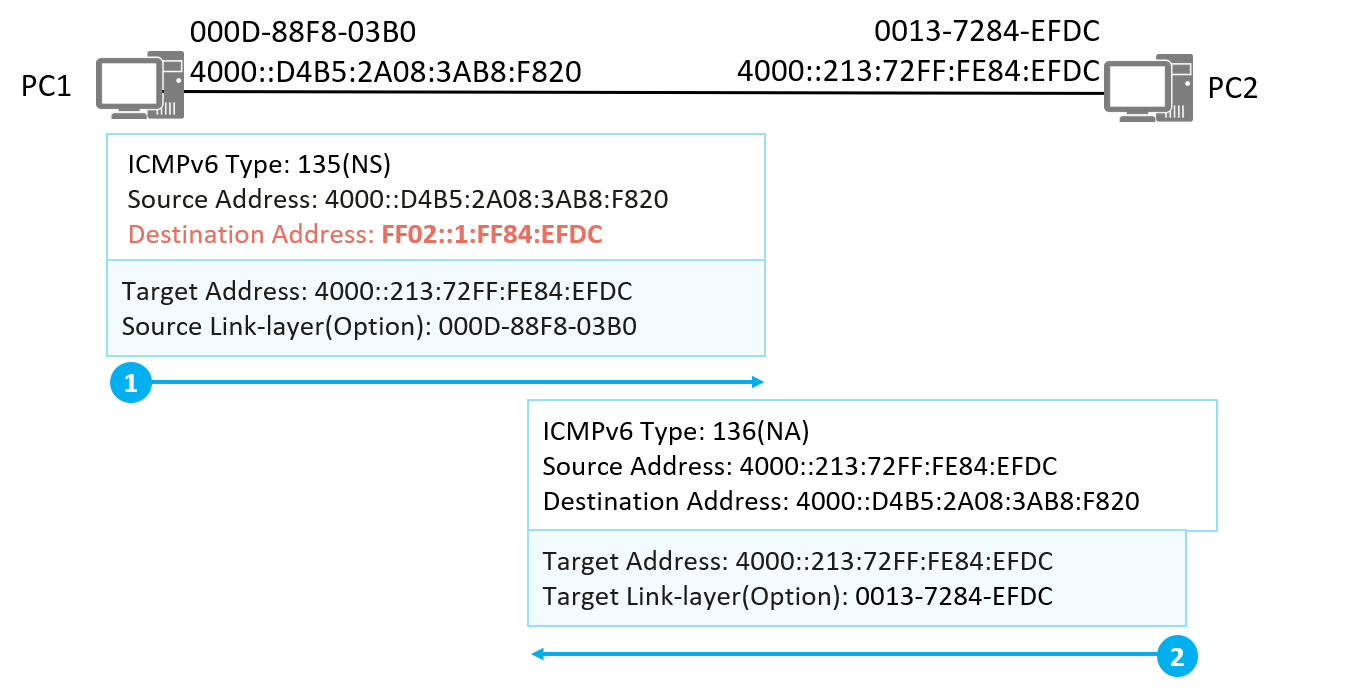 000D-88F8-03B0
0013-7284-EFDC
4000::D4B5:2A08:3AB8:F820
4000::213:72FF:FE84:EFDC
PC1
PC2
ICMPv6 Type: 135(NS)
Source Address: 4000::D4B5:2A08:3AB8:F820
Destination Address: FF02::1:FF84:EFDC
Target Address: 4000::213:72FF:FE84:EFDC
Source Link-layer(Option): 000D-88F8-03B0
1
ICMPv6 Type: 136(NA)
Source Address: 4000::213:72FF:FE84:EFDC
Destination Address: 4000::D4B5:2A08:3AB8:F820
Target Address: 4000::213:72FF:FE84:EFDC
Target Link-layer(Option): 0013-7284-EFDC
2